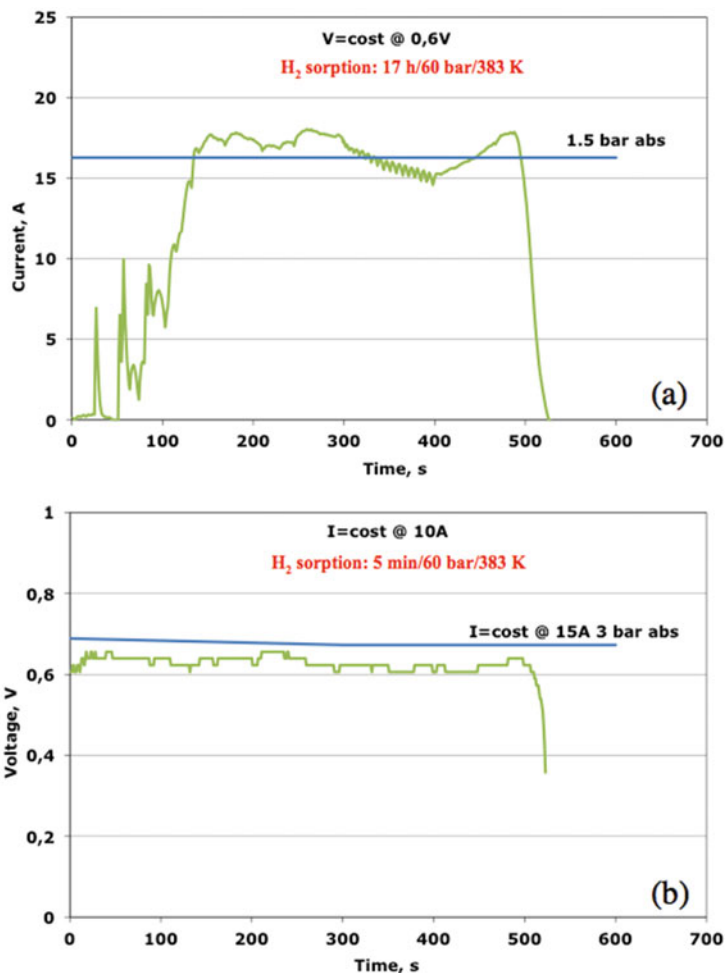 25
V=cost @ 0,6V
H₂ sorption: 17 h/60 bar/383 K
20
1.5 bar abs
15
Current, A
10
5
(a)
0
0 100 200 300 400 500 600 700
Time, s
1
I=cost @ 10A
H₂ sorption: 5 min/60 bar/383 K
0,8
I=cost @ 15A 3 bar abs
0,6
Voltage, V
0,4
0,2
(b)
0
0 100 200 300 400 500 600 700
Time, s